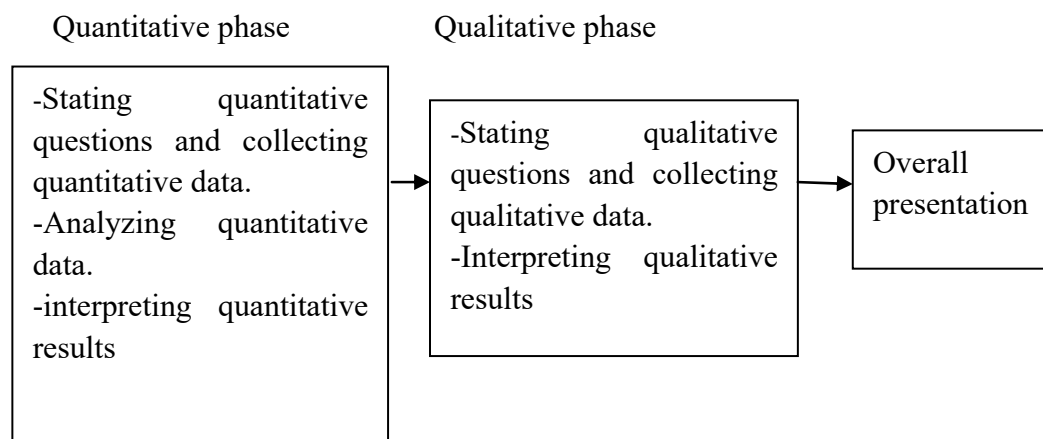 Quantitative phase
Qualitative phase
-Stating quantitative
questions and collecting
quantitative data.
-Analyzing quantitative
data.
-interpreting quantitative
results
-Stating qualitative
questions and collecting
qualitative data.
-Interpreting qualitative
results
Overall
presentation